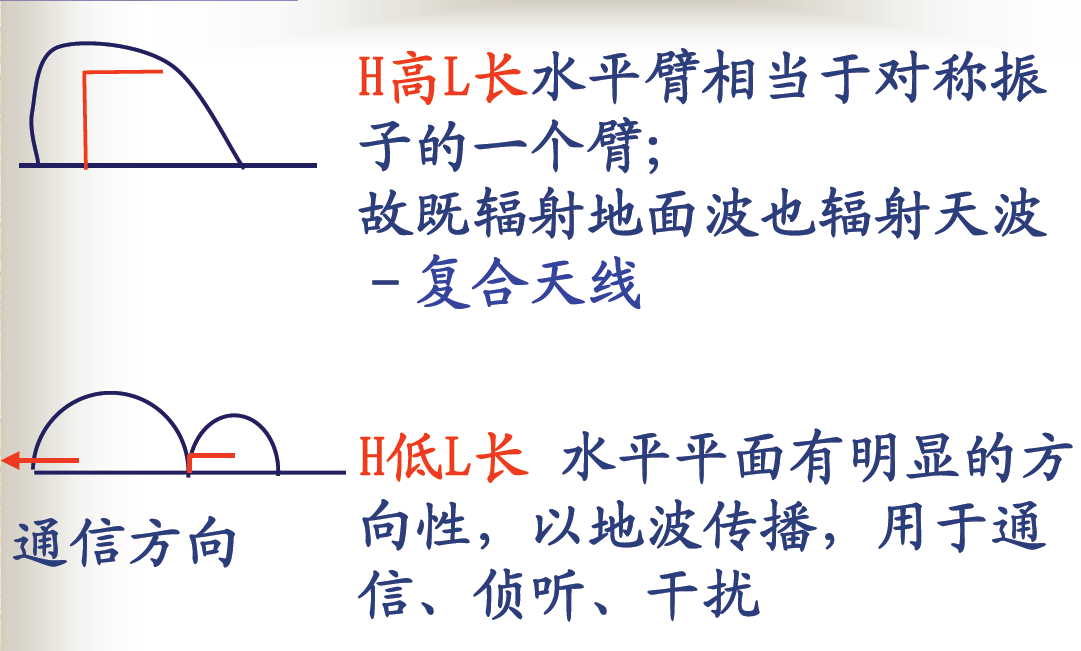 H高L长水平臂相当于对称振
子的一个臂；
故既辐射地面波也辐射天波
－复合天线
H低L长 水平平面有明显的方
向性，以地波传播，用于通
信、侦听、干扰
通信方向